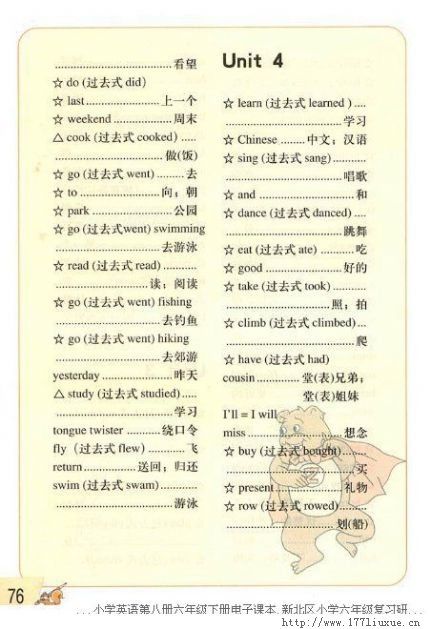 .......................................看望
☆ do (过去式 did)
☆ last.........................上一个
☆ weekend....................周末
△ cook (过去式 cooked) .....
.......................................做(饭)
☆ go (过去式 went) .........去
☆ to ...........................向；朝
☆ park ...........................公园
☆ go (过去式went) swimming
.......................................去游泳
☆ read (过去式 read)...........
..............................读；阅读
☆ go (过去式 went) fishing
.......................................去钓鱼
☆ go (过去式 went) hiking
.......................................去郊游
yesterday ........................昨天
△ study (过去式 studied).....
.......................................学习
tongue twister ............绕口令
fly（过去式 flew）...........飞
return.....................送回；归还
swim (过去式 swam)............
.......................................游泳
Unit 4
☆ learn (过去式 learned ) ....
.......................................学习
☆ Chinese ........中文；汉语
☆ sing (过去式 sang)...........
.......................................唱歌
☆ and ................................和
☆ dance (过去式 danced) ....
.......................................跳舞
☆ eat (过去式 ate) ............吃
☆ good ...........................好的
☆ take (过去式 took)...........
..............................照；拍
☆ climb (过去式 climbed)...
.......................................爬
☆ have (过去式 had)
cousin..............堂(表)兄弟；
堂(表)姐妹
I'll = I will
miss ...........................想念
☆ buy (过去式 bought)........
.......................................买
☆ present .....................礼物
☆ row (过去式 rowed)........
..............................划(船)
76
...小学英语第八册六年级下册电子课本 新北区小学六年级复习研...
http://www.177liuxue.cn/